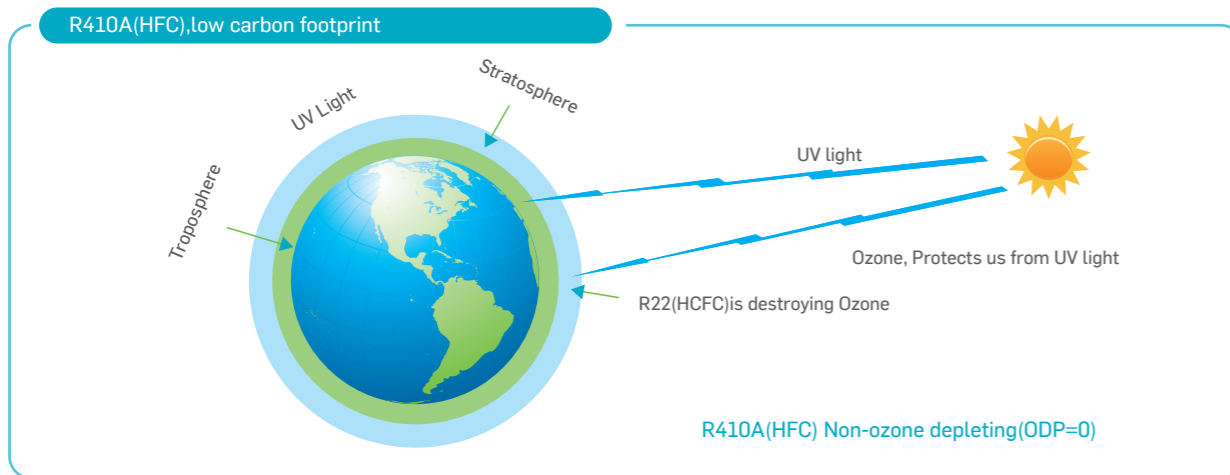 R410A(HFC),low carbon footprint
Stratosphere
UV Light
UV light
Troposphere
Ozone, Protects us from UV light
R22(HCFC)is destroying Ozone
R410A(HFC) Non-ozone depleting(ODP=0)